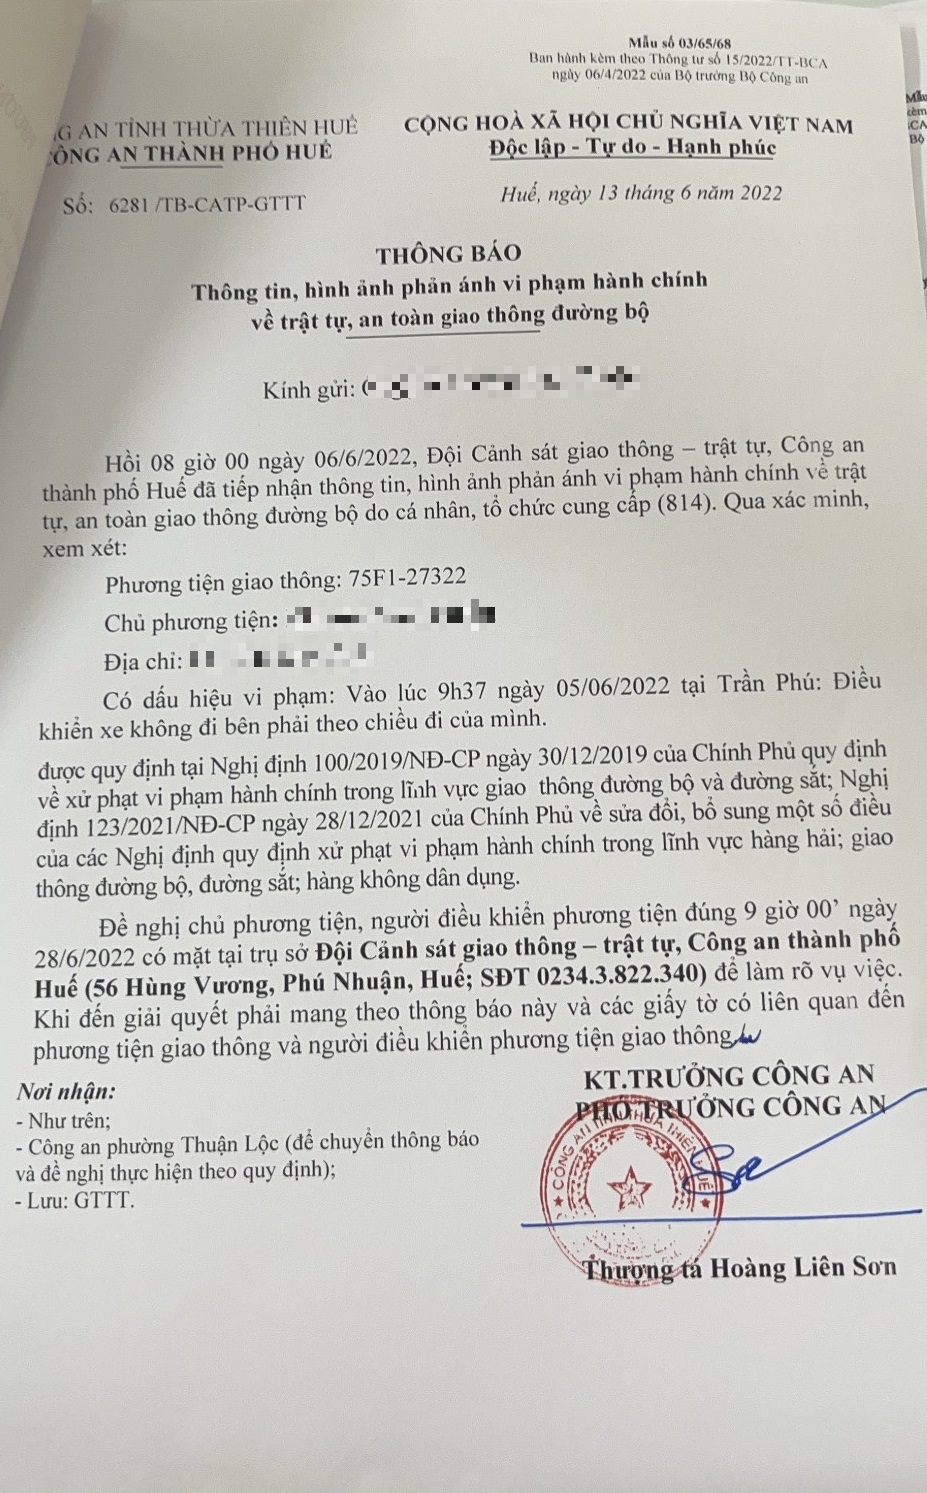 Mẫu số 03/65/68
Ban hành kèm theo Thông tư số 15/2022/TT-BCA
ngày 06/4/2022 của Bộ trưởng Bộ Công an
G AN TỈNH THỪA THIÊN HUẾ
CÔNG AN THÀNH PHỐ HUẾ
CỘNG HOÀ XÃ HỘI CHỦ NGHĨA VIỆT NAM
Độc lập - Tự do - Hạnh phúc
Số: 6281 /TB-CATP-GTTT
Huế, ngày 13 tháng 6 năm 2022
THÔNG BÁO
Thông tin, hình ảnh phản ánh vi phạm hành chính
về trật tự, an toàn giao thông đường bộ
Kính gửi:
Hồi 08 giờ 00 ngày 06/6/2022, Đội Cảnh sát giao thông – trật tự, Công an
thành phố Huế đã tiếp nhận thông tin, hình ảnh phản ánh vi phạm hành chính về trật
tự, an toàn giao thông đường bộ do cá nhân, tổ chức cung cấp (814). Qua xác minh,
xem xét:
Phương tiện giao thông: 75F1-27322
Chủ phương tiện:
Địa chỉ:
Có dấu hiệu vi phạm: Vào lúc 9h37 ngày 05/06/2022 tại Trần Phú: Điều
khiển xe không đi bên phải theo chiều đi của mình.
được quy định tại Nghị định 100/2019/NĐ-CP ngày 30/12/2019 của Chính Phủ quy định
về xử phạt vi phạm hành chính trong lĩnh vực giao thông đường bộ và đường sắt; Nghị
định 123/2021/NĐ-CP ngày 28/12/2021 của Chính Phủ về sửa đổi, bổ sung một số điều
của các Nghị định quy định xử phạt vi phạm hành chính trong lĩnh vực hàng hải; giao
thông đường bộ, đường sắt; hàng không dân dụng.
Đề nghị chủ phương tiện, người điều khiển phương tiện đúng 9 giờ 00’ ngày
28/6/2022 có mặt tại trụ sở Đội Cảnh sát giao thông – trật tự, Công an thành phố
Huế (56 Hùng Vương, Phú Nhuận, Huế; SĐT 0234.3.822.340) để làm rõ vụ việc.
Khi đến giải quyết phải mang theo thông báo này và các giấy tờ có liên quan đến
phương tiện giao thông và người điều khiển phương tiện giao thông
Nơi nhận:
- Như trên;
- Công an phường Thuận Lộc (để chuyển thông báo
và đề nghị thực hiện theo quy định);
- Lưu: GTTT.
KT.TRƯỞNG CÔNG AN
PHÓ TRƯỞNG CÔNG AN
CÔNG AN TỈNH THỪA THIÊN HUẾ
Thượng tá Hoàng Liên Sơn